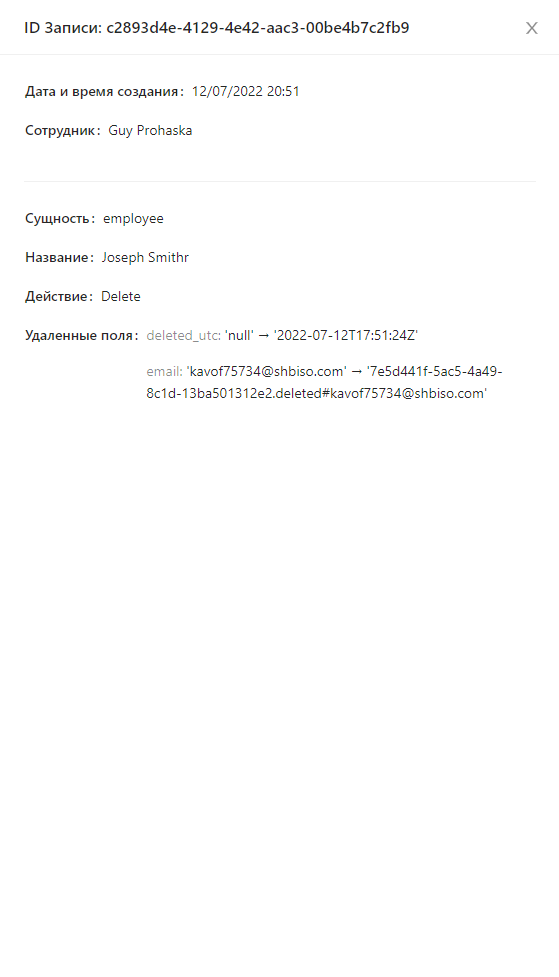 ID Записи: c2893d4e-4129-4e42-aac3-00be4b7c2fb9
Дата и время создания: 12/07/2022 20:51
Сотрудник: Guy Prohaska
Сущность: employee
Название: Joseph Smithr
Действие: Delete
Удаленные поля: deleted_utc: 'null' → '2022-07-12T17:51:24Z'
email: 'kavof75734@shbiso.com' → '7e5d441f-5ac5-4a49-
8c1d-13ba501312e2.deleted#kavof75734@shbiso.com'